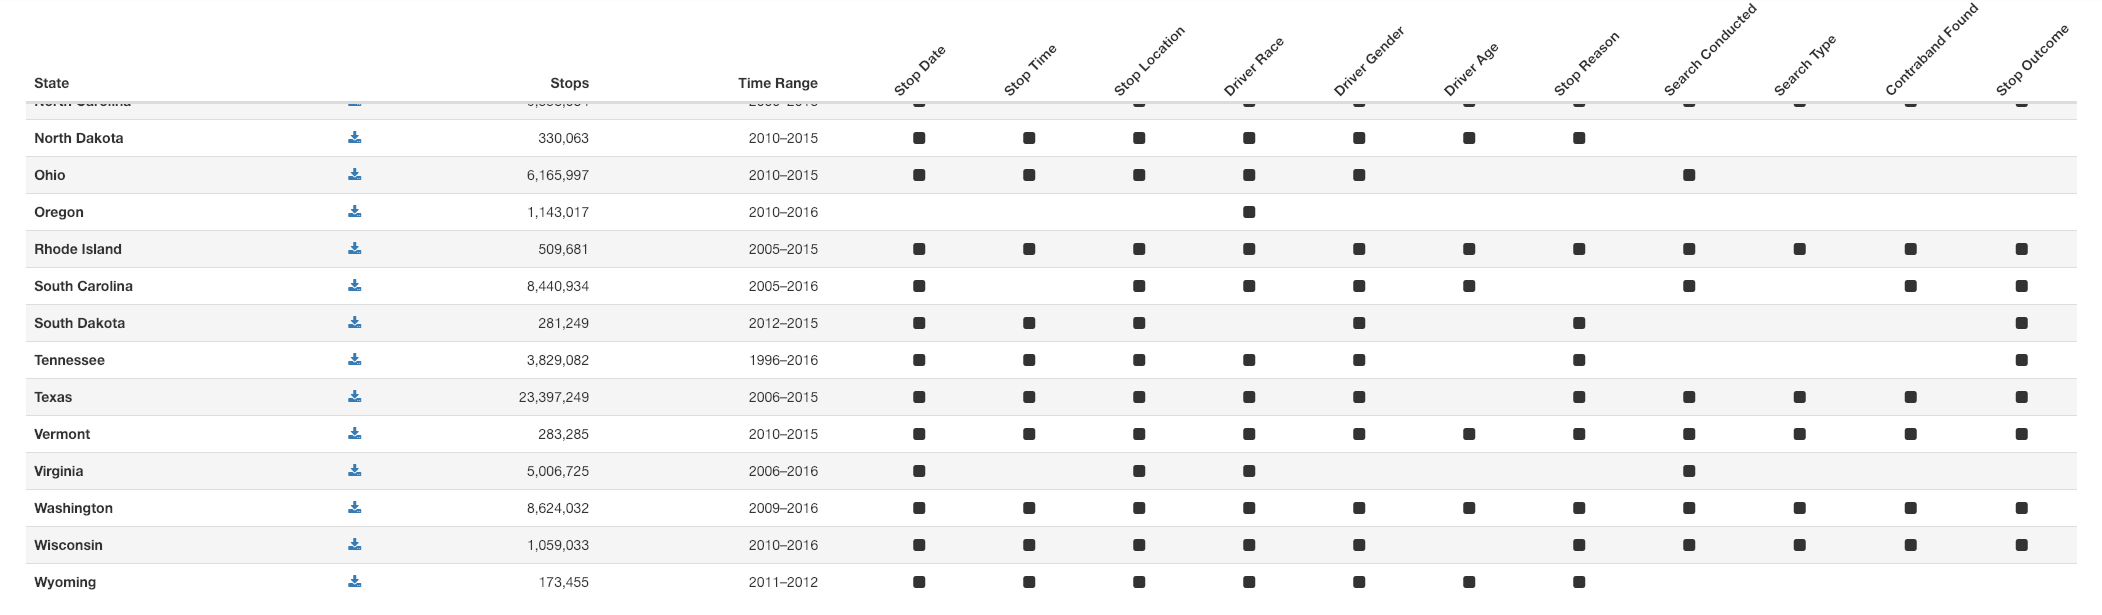 State Stops Time Range Stop Date Stop Time Stop Location Driver Race Driver Gender Driver Age Stop Reason Search Conducted Search Type Contraband Found Stop Outcome
North Carolina
North Dakota 330,063 2010–2015
Ohio 6,165,997 2010–2015
Oregon 1,143,017 2010–2016
Rhode Island 509,681 2005–2015
South Carolina 8,440,934 2005–2016
South Dakota 281,249 2012–2015
Tennessee 3,829,082 1996–2016
Texas 23,397,249 2006–2015
Vermont 283,285 2010–2015
Virginia 5,006,725 2006–2016
Washington 8,624,032 2009–2016
Wisconsin 1,059,033 2010–2016
Wyoming 173,455 2011–2012